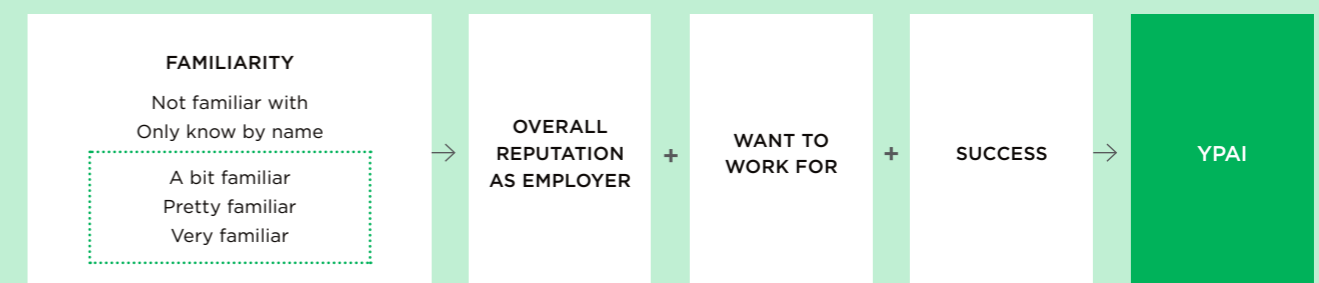 FAMILIARITY
Not familiar with
Only know by name
A bit familiar
Pretty familiar
Very familiar
→
OVERALL
REPUTATION
AS EMPLOYER
+
WANT TO
WORK FOR
+
SUCCESS
→
YPAI